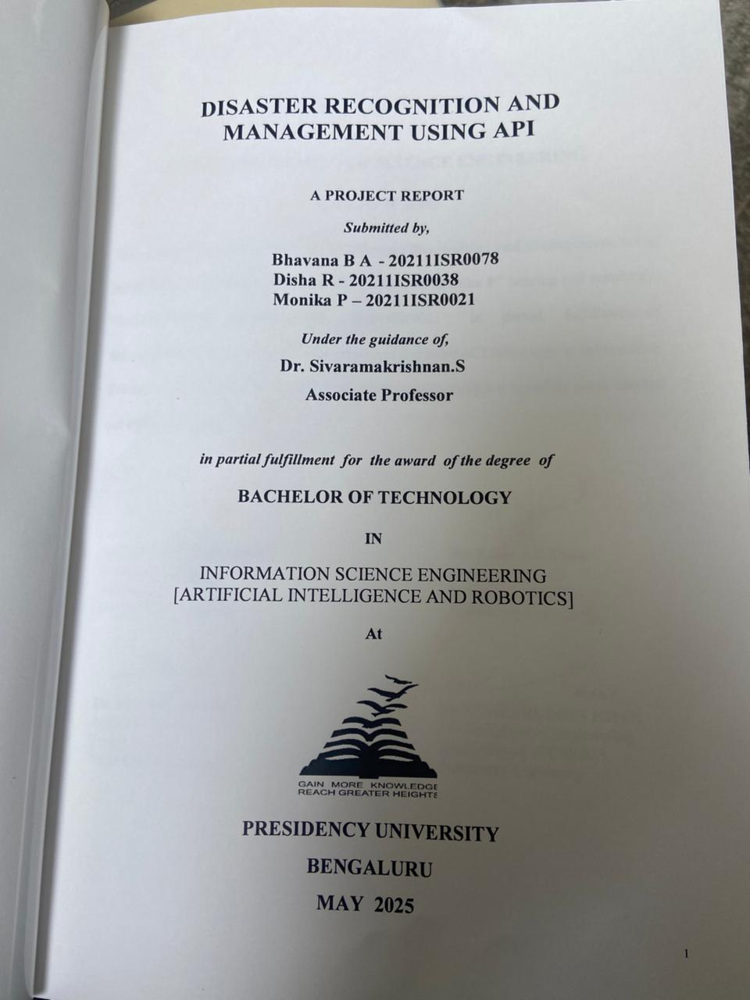 DISASTER RECOGNITION AND
MANAGEMENT USING API
A PROJECT REPORT
Submitted by,
Bhavana B A - 20211ISR0078
Disha R - 20211ISR0038
Monika P – 20211ISR0021
Under the guidance of,
Dr. Sivaramakrishnan.S
Associate Professor
in partial fulfillment for the award of the degree of
BACHELOR OF TECHNOLOGY
IN
INFORMATION SCIENCE ENGINEERING
[ARTIFICIAL INTELLIGENCE AND ROBOTICS]
At
GAIN MORE KNOWLEDGE
REACH GREATER HEIGHTS
PRESIDENCY UNIVERSITY
BENGALURU
MAY 2025
1